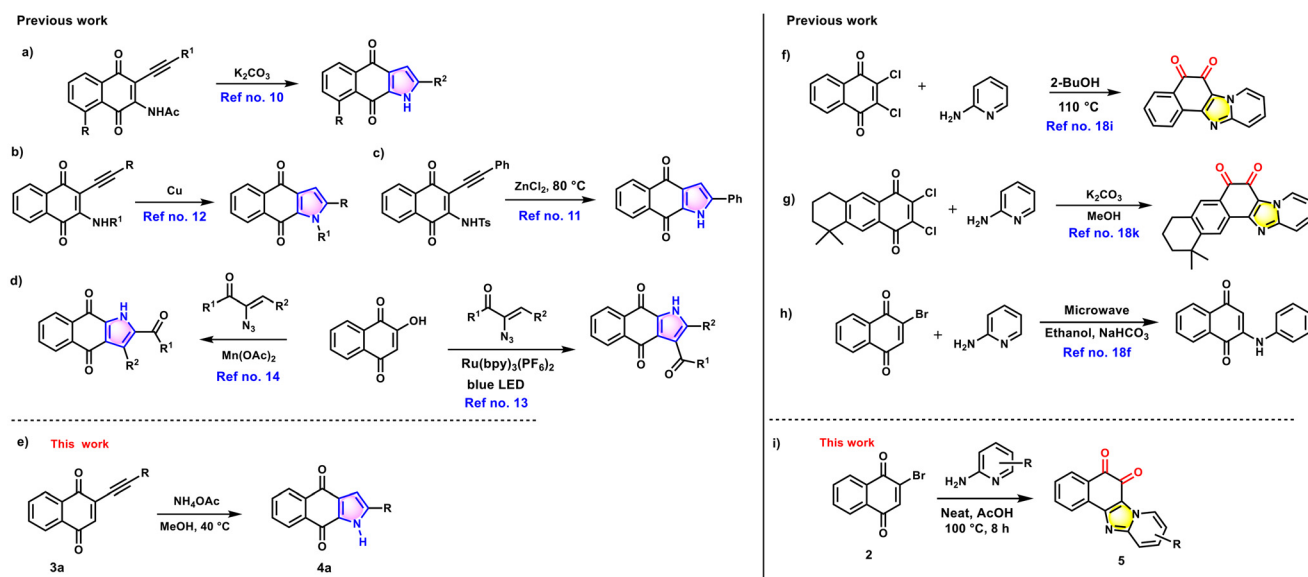 Previous work
a)
O
O
R
R¹
NHAc
K₂CO₃
Ref no. 10
O
O
R
N
H
R²
b)
O
O
R
NHR¹
Cu
Ref no. 12
O
O
N
R
R¹
c)
O
O
Ph
NHTs
ZnCl₂, 80 °C
Ref no. 11
O
O
N
H
Ph
d)
O
O
H
N
O
R¹
R²
O
R¹
R²
N₃
Mn(OAc)₂
Ref no. 14
O
O
OH
O
R¹
R²
N₃
Ru(bpy)₃(PF₆)₂
blue LED
Ref no. 13
O
O
H
N
R²
O
R¹
e)
This work
O
O
R
3a
NH₄OAc
MeOH, 40 °C
O
O
N
H
R
4a
Previous work
f)
O
O
Cl
Cl
+
H₂N
N
2-BuOH
110 °C
Ref no. 18i
O
O
N
N
g)
O
O
Cl
Cl
+
H₂N
N
K₂CO₃
MeOH
Ref no. 18k
O
O
N
N
h)
O
O
Br
+
H₂N
N
Microwave
Ethanol, NaHCO₃
Ref no. 18f
O
O
N
H
i)
This work
O
O
Br
2
H₂N
N
R
Neat, AcOH
100 °C, 8 h
O
O
N
N
R
5